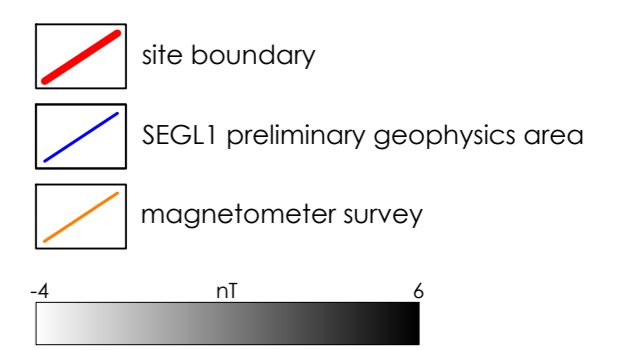 site boundary
SEGL1 preliminary geophysics area
magnetometer survey
-4 nT 6